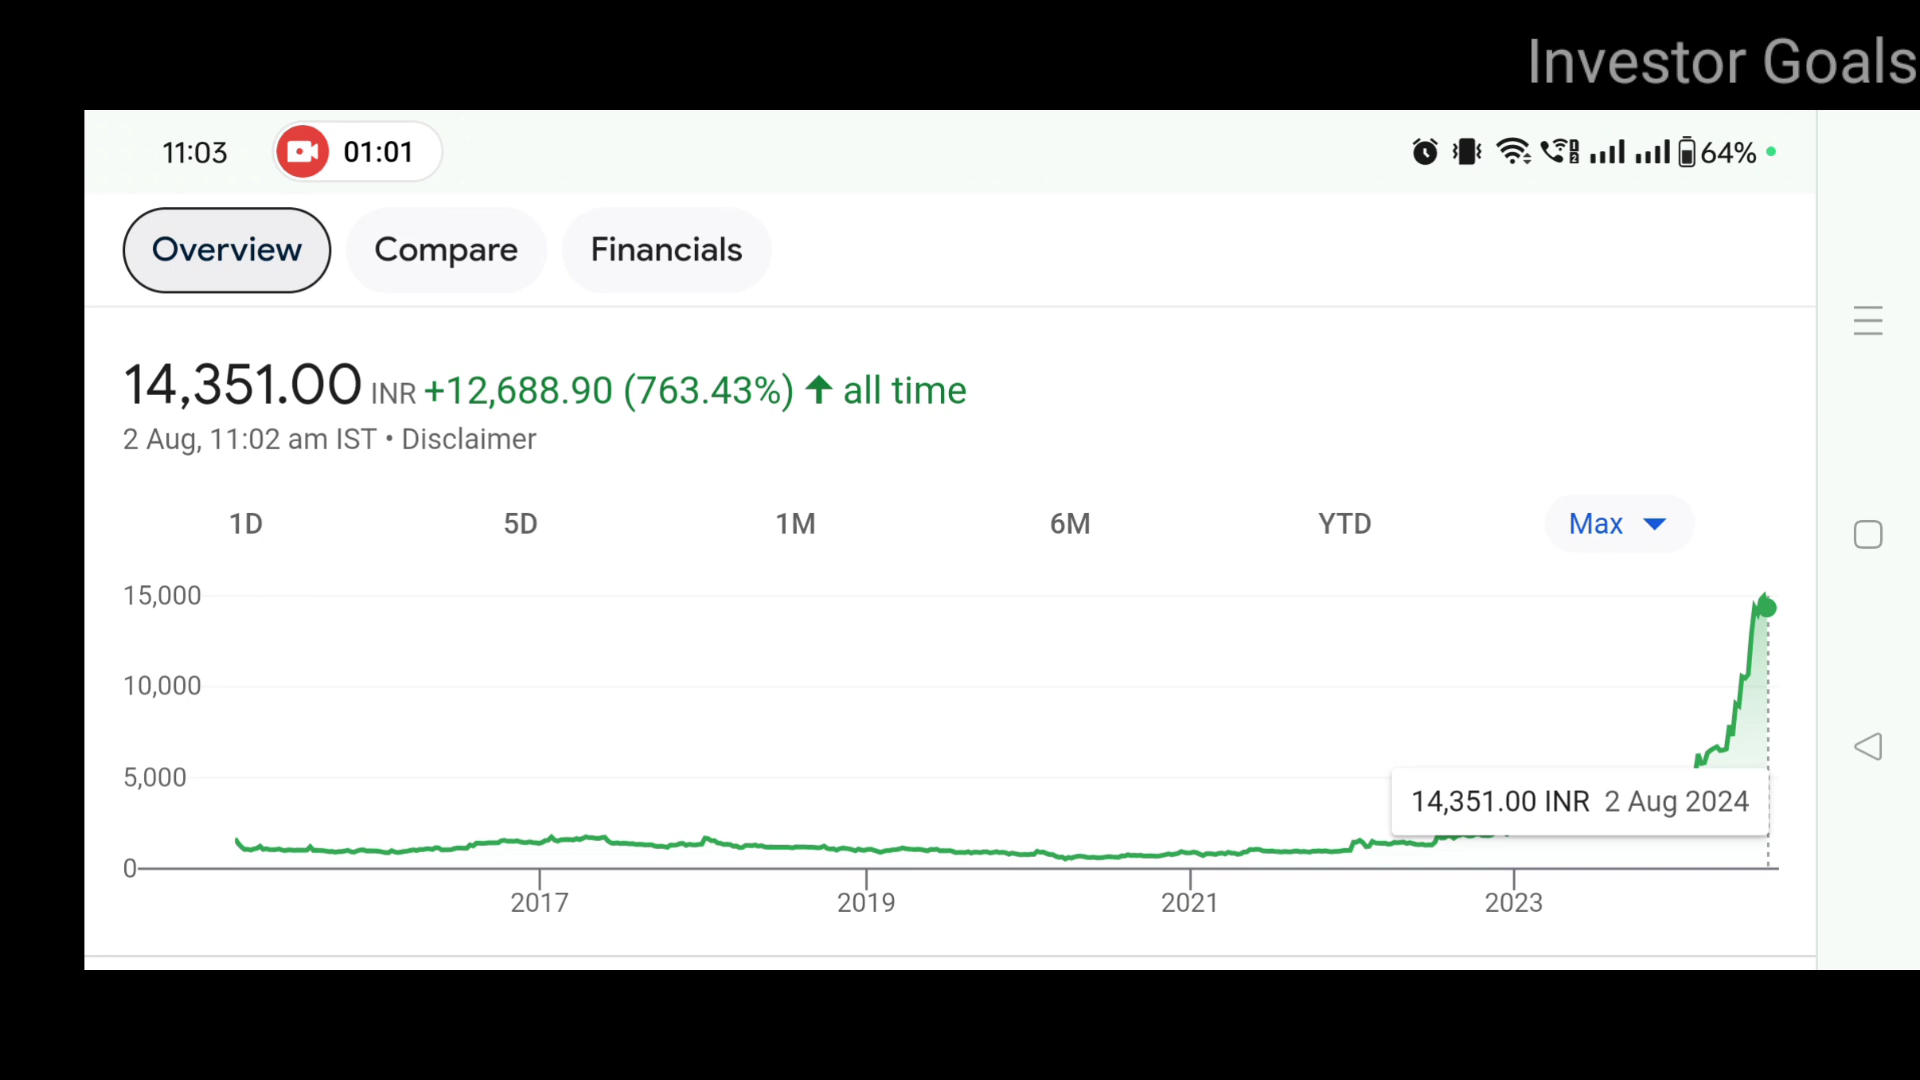 Investor Goals
11:03 01:01 64%
Overview Compare Financials
14,351.00 INR +12,688.90 (763.43%) ↑ all time
2 Aug, 11:02 am IST • Disclaimer
1D 5D 1M 6M YTD Max
15,000
10,000
5,000
14,351.00 INR 2 Aug 2024
0
2017 2019 2021 2023